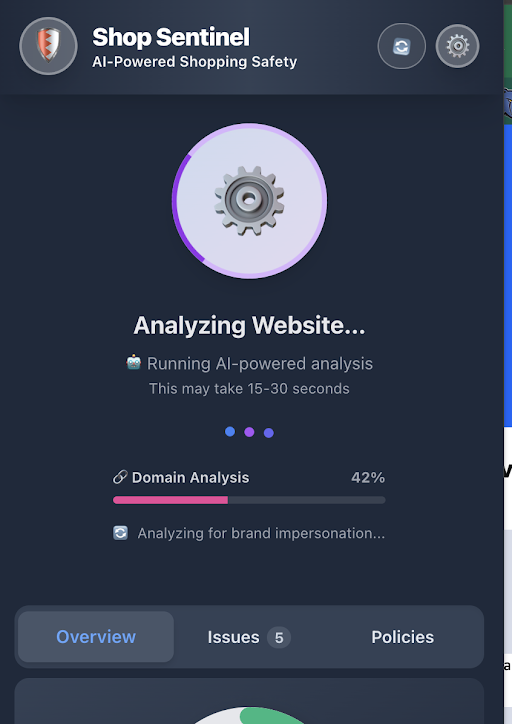 Shop Sentinel
AI-Powered Shopping Safety
Analyzing Website...
Running AI-powered analysis
This may take 15-30 seconds
Domain Analysis 42%
Analyzing for brand impersonation...
Overview Issues 5 Policies